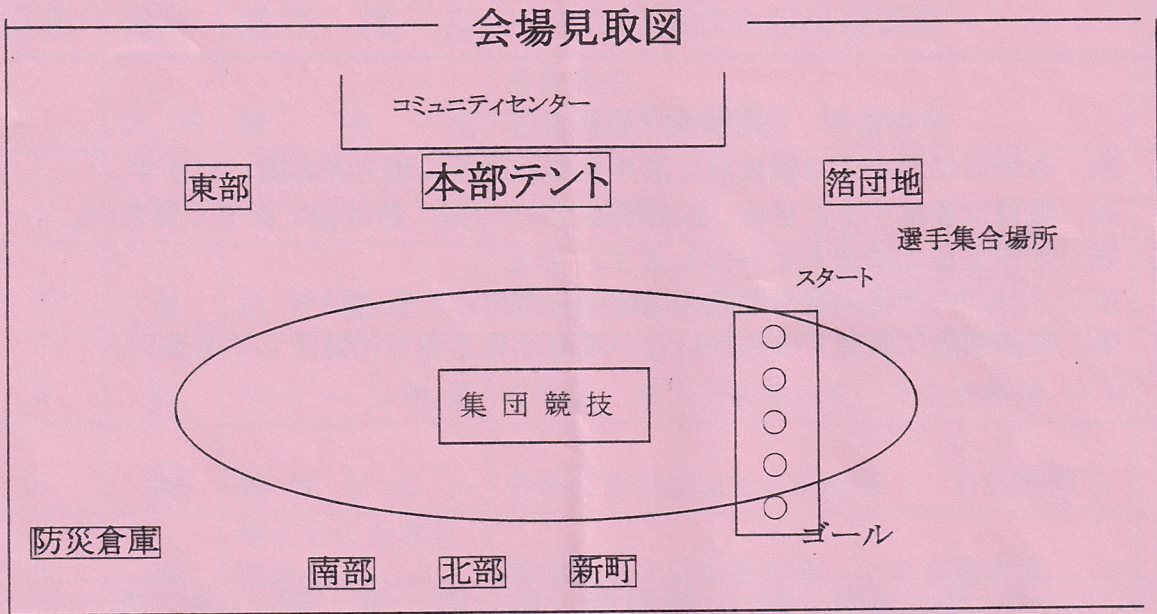 会場見取図
コミュニティセンター
東部
本部テント
箔団地
選手集合場所
スタート
集団競技
ゴール
防災倉庫
南部
北部
新町